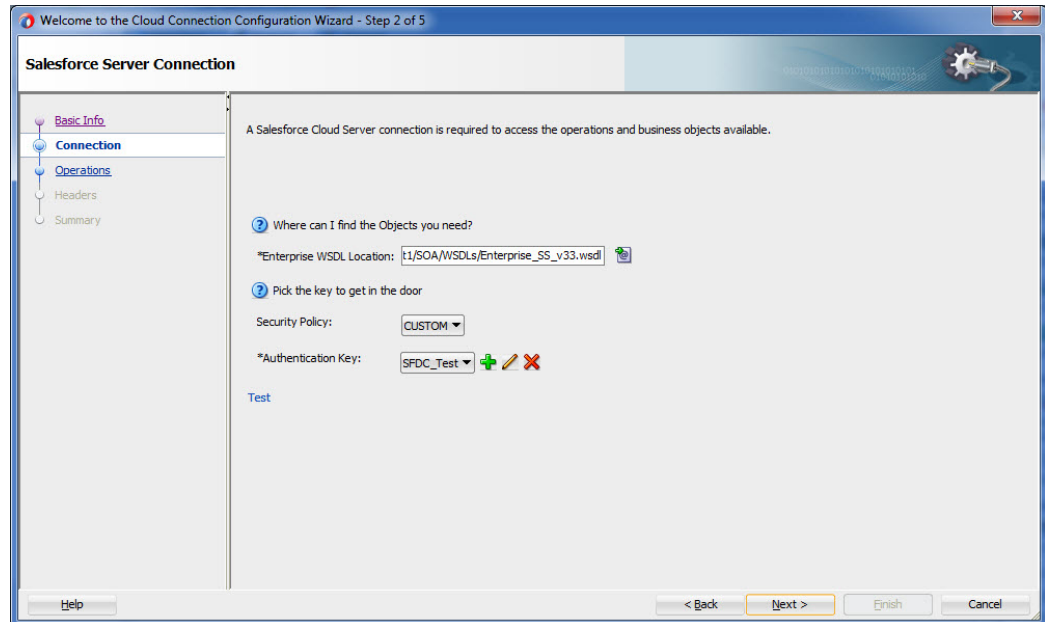 Welcome to the Cloud Connection Configuration Wizard - Step 2 of 5
Salesforce Server Connection
Basic Info
Connection
Operations
Headers
Summary
A Salesforce Cloud Server connection is required to access the operations and business objects available.
Where can I find the Objects you need?
*Enterprise WSDL Location: t1/SOA/WSDLs/Enterprise_SS_v33.wsdl
Pick the key to get in the door
Security Policy: CUSTOM
*Authentication Key: SFDC_Test
Test
Help < Back Next > Finish Cancel